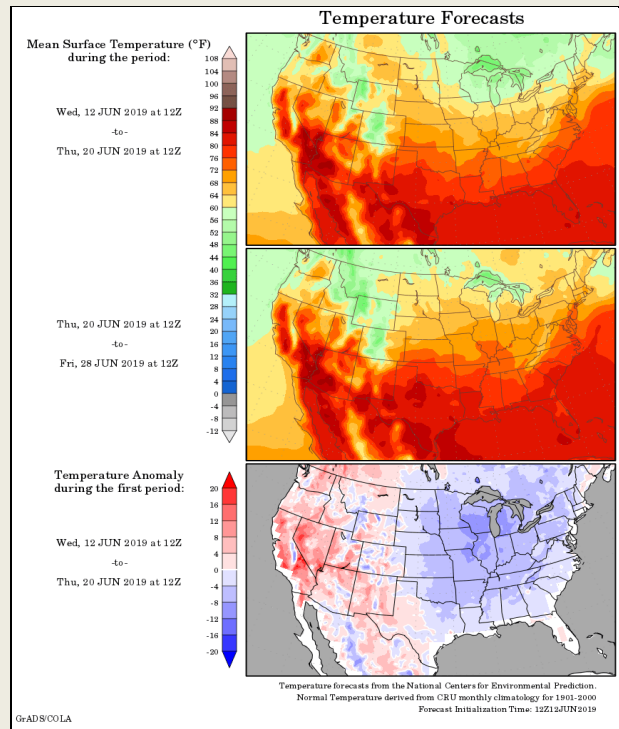 Temperature Forecasts
Mean Surface Temperature (°F)
during the period:
108
104
100
96
92
88
84
80
76
72
68
64
60
56
52
48
44
40
36
32
28
24
20
16
12
8
4
0
-4
-8
-12
Wed, 12 JUN 2019 at 12Z
-to-
Thu, 20 JUN 2019 at 12Z
Thu, 20 JUN 2019 at 12Z
-to-
Fri, 28 JUN 2019 at 12Z
Temperature Anomaly
during the first period:
20
16
12
8
4
0
-4
-8
-12
-16
-20
Wed, 12 JUN 2019 at 12Z
-to-
Thu, 20 JUN 2019 at 12Z
Temperature forecasts from the National Centers for Environmental Prediction.
Normal Temperature derived from CRU monthly climatology for 1901-2000
Forecast Initialization Time: 12Z12JUN2019
GrADS/COLA